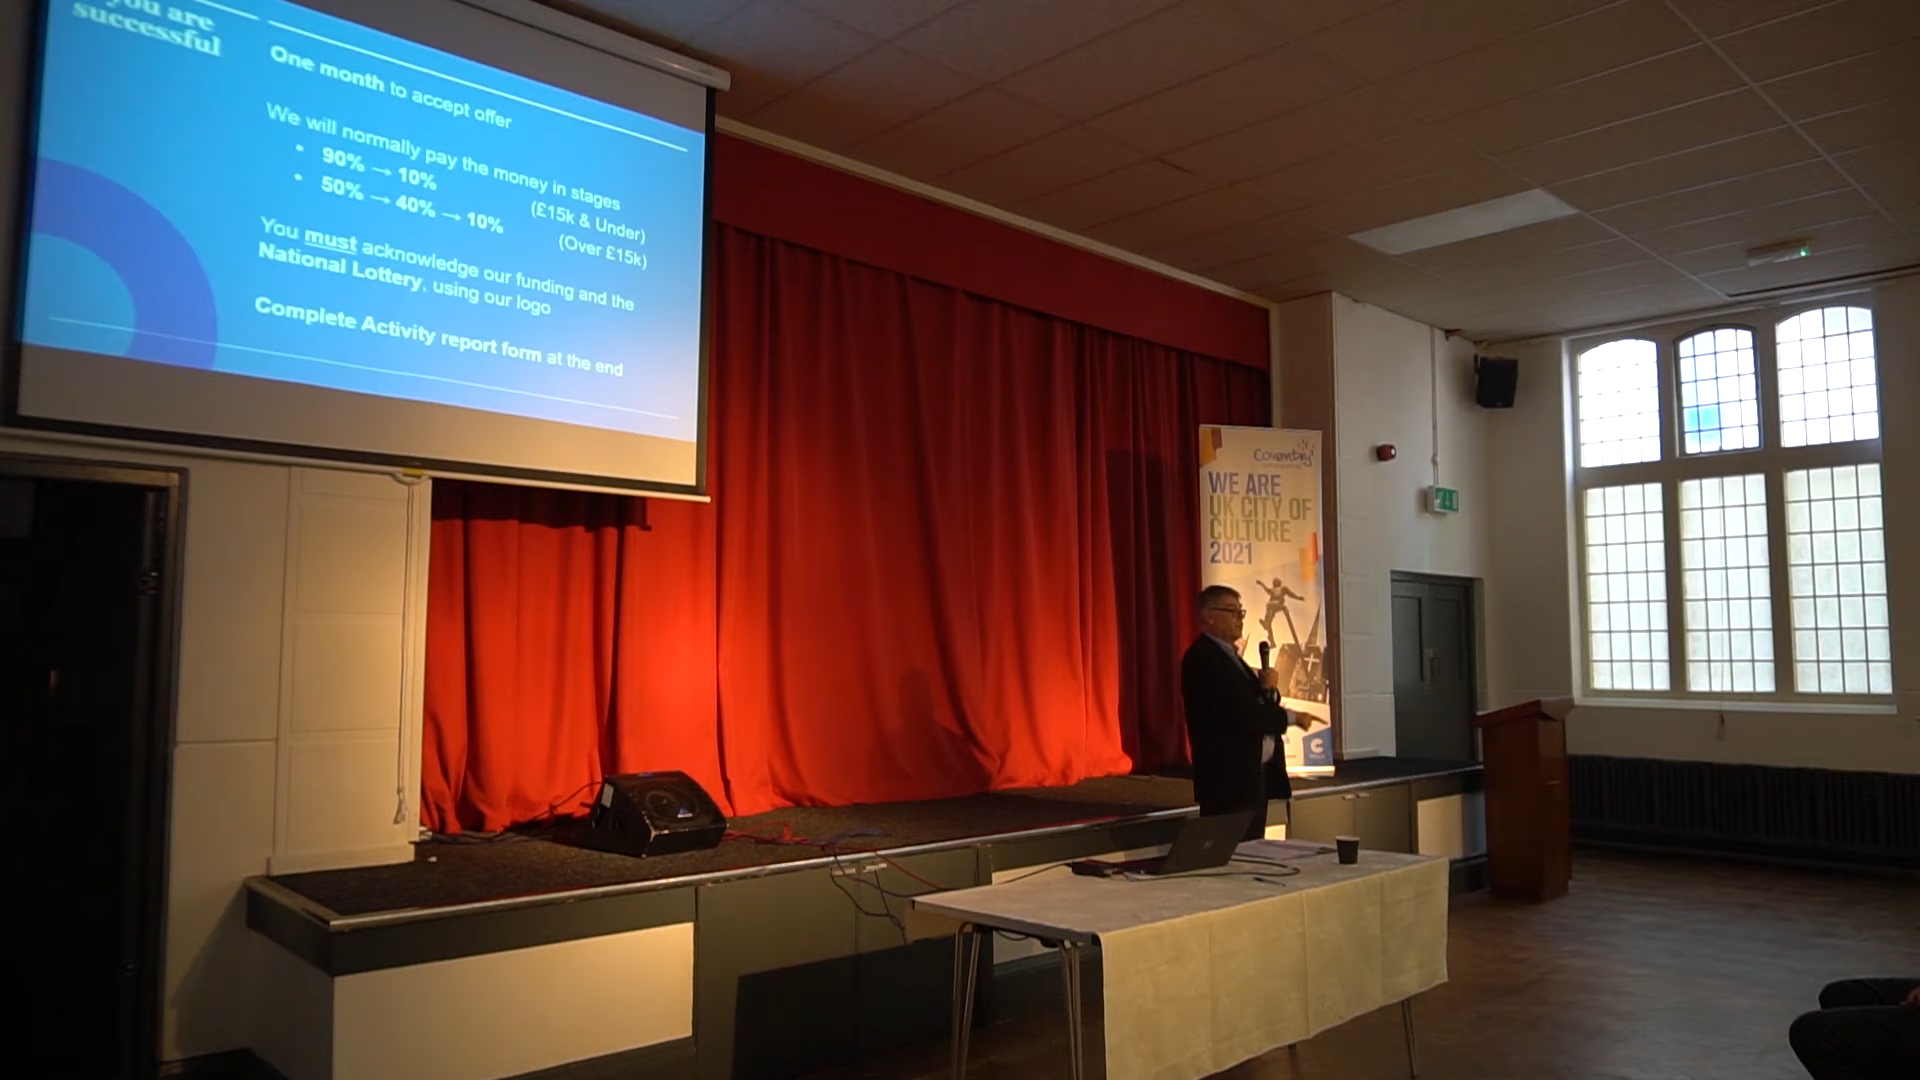 you are
successful
One month to accept offer
We will normally pay the money in stages
• 90% → 10% (£15k & Under)
• 50% → 40% → 10% (Over £15k)
You must acknowledge our funding and the
National Lottery, using our logo
Complete Activity report form at the end
Coventry
WE ARE
UK CITY OF
CULTURE
2021
C